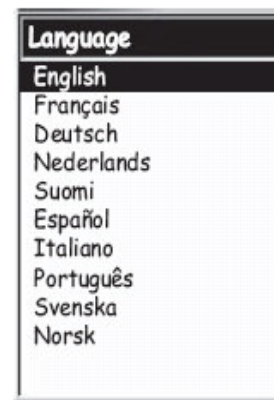 Language
English
Français
Deutsch
Nederlands
Suomi
Español
Italiano
Português
Svenska
Norsk